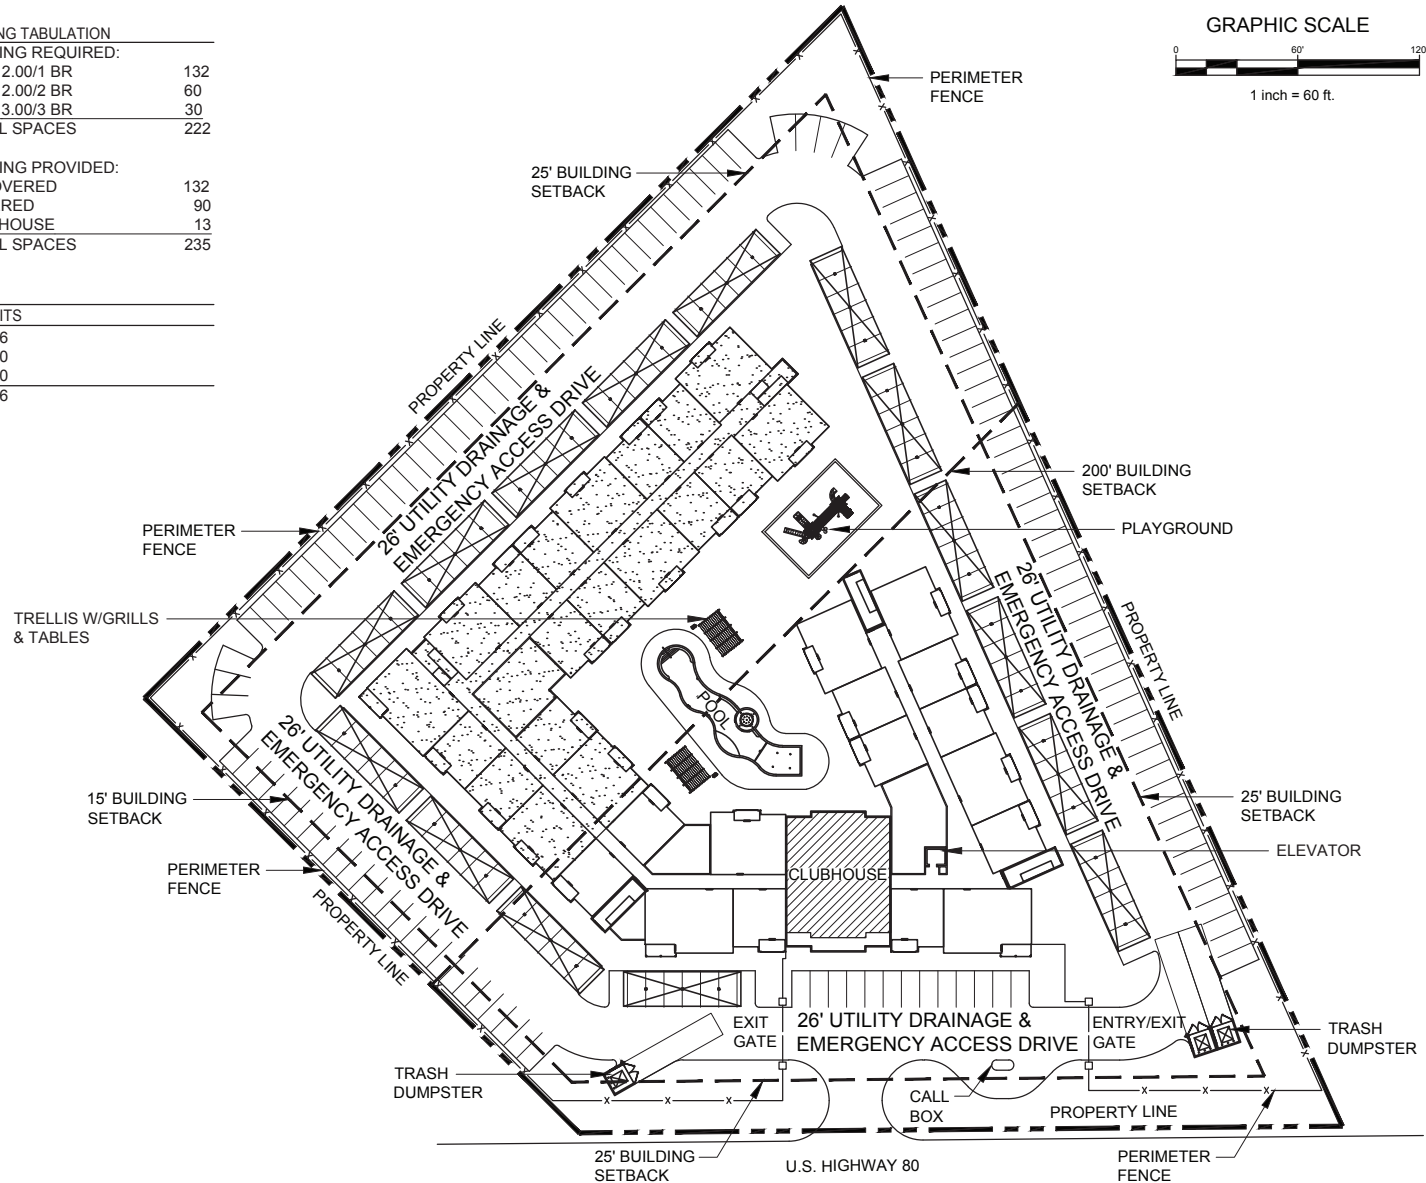 NG TABULATION
ING REQUIRED:
2.00/1 BR 132
2.00/2 BR 60
3.00/3 BR 30
L SPACES 222
ING PROVIDED:
OVERED 132
RED 90
HOUSE 13
L SPACES 235
ITS
6
0
0
6
GRAPHIC SCALE
0 60' 120
1 inch = 60 ft.
PERIMETER
FENCE
25' BUILDING
SETBACK
PROPERTY LINE
26' UTILITY DRAINAGE &
EMERGENCY ACCESS DRIVE
200' BUILDING
SETBACK
PLAYGROUND
PERIMETER
FENCE
TRELLIS W/GRILLS
& TABLES
26' UTILITY DRAINAGE &
EMERGENCY ACCESS DRIVE
PROPERTY LINE
POOL
26' UTILITY DRAINAGE &
EMERGENCY ACCESS DRIVE
15' BUILDING
SETBACK
25' BUILDING
SETBACK
ELEVATOR
PERIMETER
FENCE
CLUBHOUSE
PROPERTY LINE
EXIT
GATE
26' UTILITY DRAINAGE &
EMERGENCY ACCESS DRIVE
ENTRY/EXIT
GATE
TRASH
DUMPSTER
TRASH
DUMPSTER
CALL
BOX
PROPERTY LINE
25' BUILDING
SETBACK
U.S. HIGHWAY 80
PERIMETER
FENCE